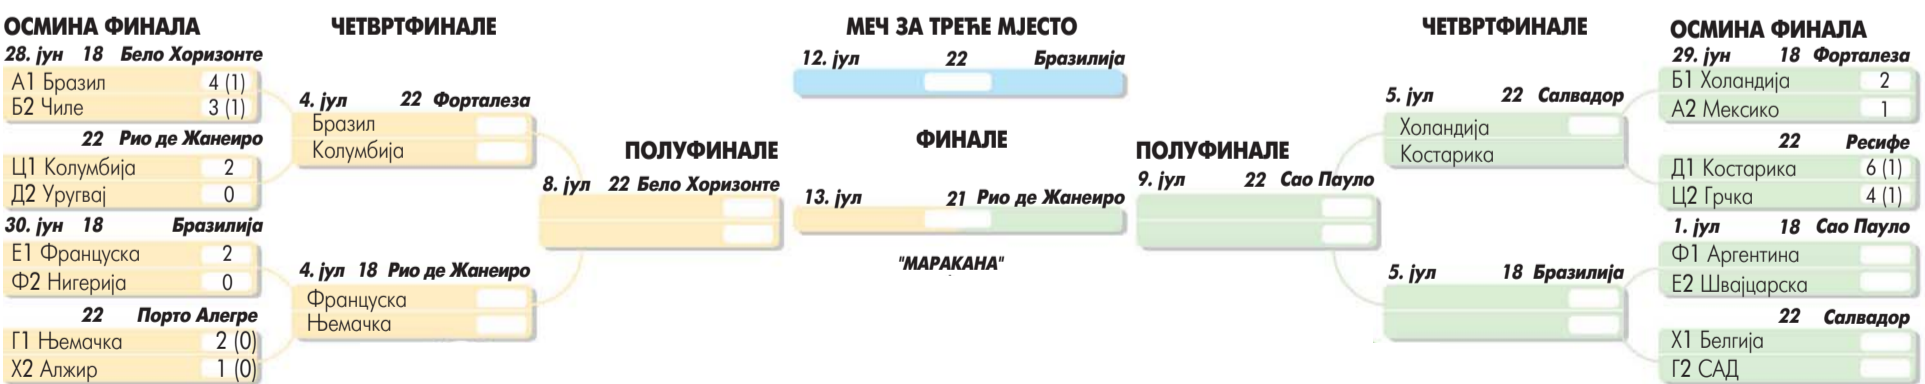 ОСМИНА ФИНАЛА
28. јун 18 Бело Хоризонте
А1 Бразил 4 (1)
Б2 Чиле 3 (1)
22 Рио де Жанеиро
Ц1 Колумбија 2
Д2 Уругвај 0
30. јун 18 Бразилија
Е1 Француска 2
Ф2 Нигерија 0
22 Порто Алегре
Г1 Њемачка 2 (0)
Х2 Алжир 1 (0)
ЧЕТВРТФИНАЛЕ
4. јул 22 Форталеза
Бразил
Колумбија
4. јул 18 Рио де Жанеиро
Француска
Њемачка
ПОЛУФИНАЛЕ
8. јул 22 Бело Хоризонте
МЕЧ ЗА ТРЕЋЕ МЈЕСТО
12. јул 22 Бразилија
ФИНАЛЕ
13. јул 21 Рио де Жанеиро
"МАРАКАНА"
ПОЛУФИНАЛЕ
9. јул 22 Сао Пауло
ЧЕТВРТФИНАЛЕ
5. јул 22 Салвадор
Холандија
Костарика
5. јул 18 Бразилија
ОСМИНА ФИНАЛА
29. јун 18 Форталеза
Б1 Холандија 2
А2 Мексико 1
22 Ресифе
Д1 Костарика 6 (1)
Ц2 Грчка 4 (1)
1. јул 18 Сао Пауло
Ф1 Аргентина
Е2 Швајцарска
22 Салвадор
Х1 Белгија
Г2 САД